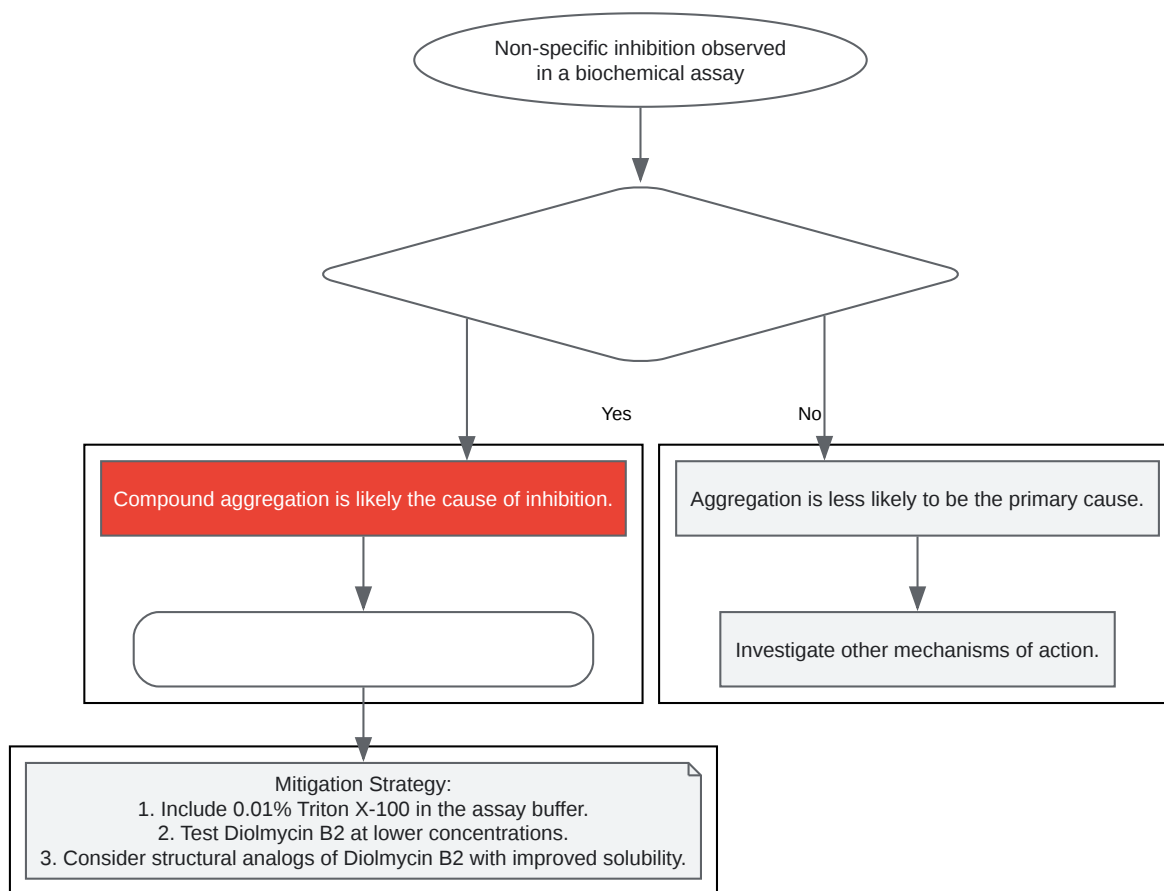 Non-specific inhibition observed
in a biochemical assay
Yes
No
Compound aggregation is likely the cause of inhibition.
Aggregation is less likely to be the primary cause.
Investigate other mechanisms of action.
Mitigation Strategy:
1. Include 0.01% Triton X-100 in the assay buffer.
2. Test Diolmycin B2 at lower concentrations.
3. Consider structural analogs of Diolmycin B2 with improved solubility.